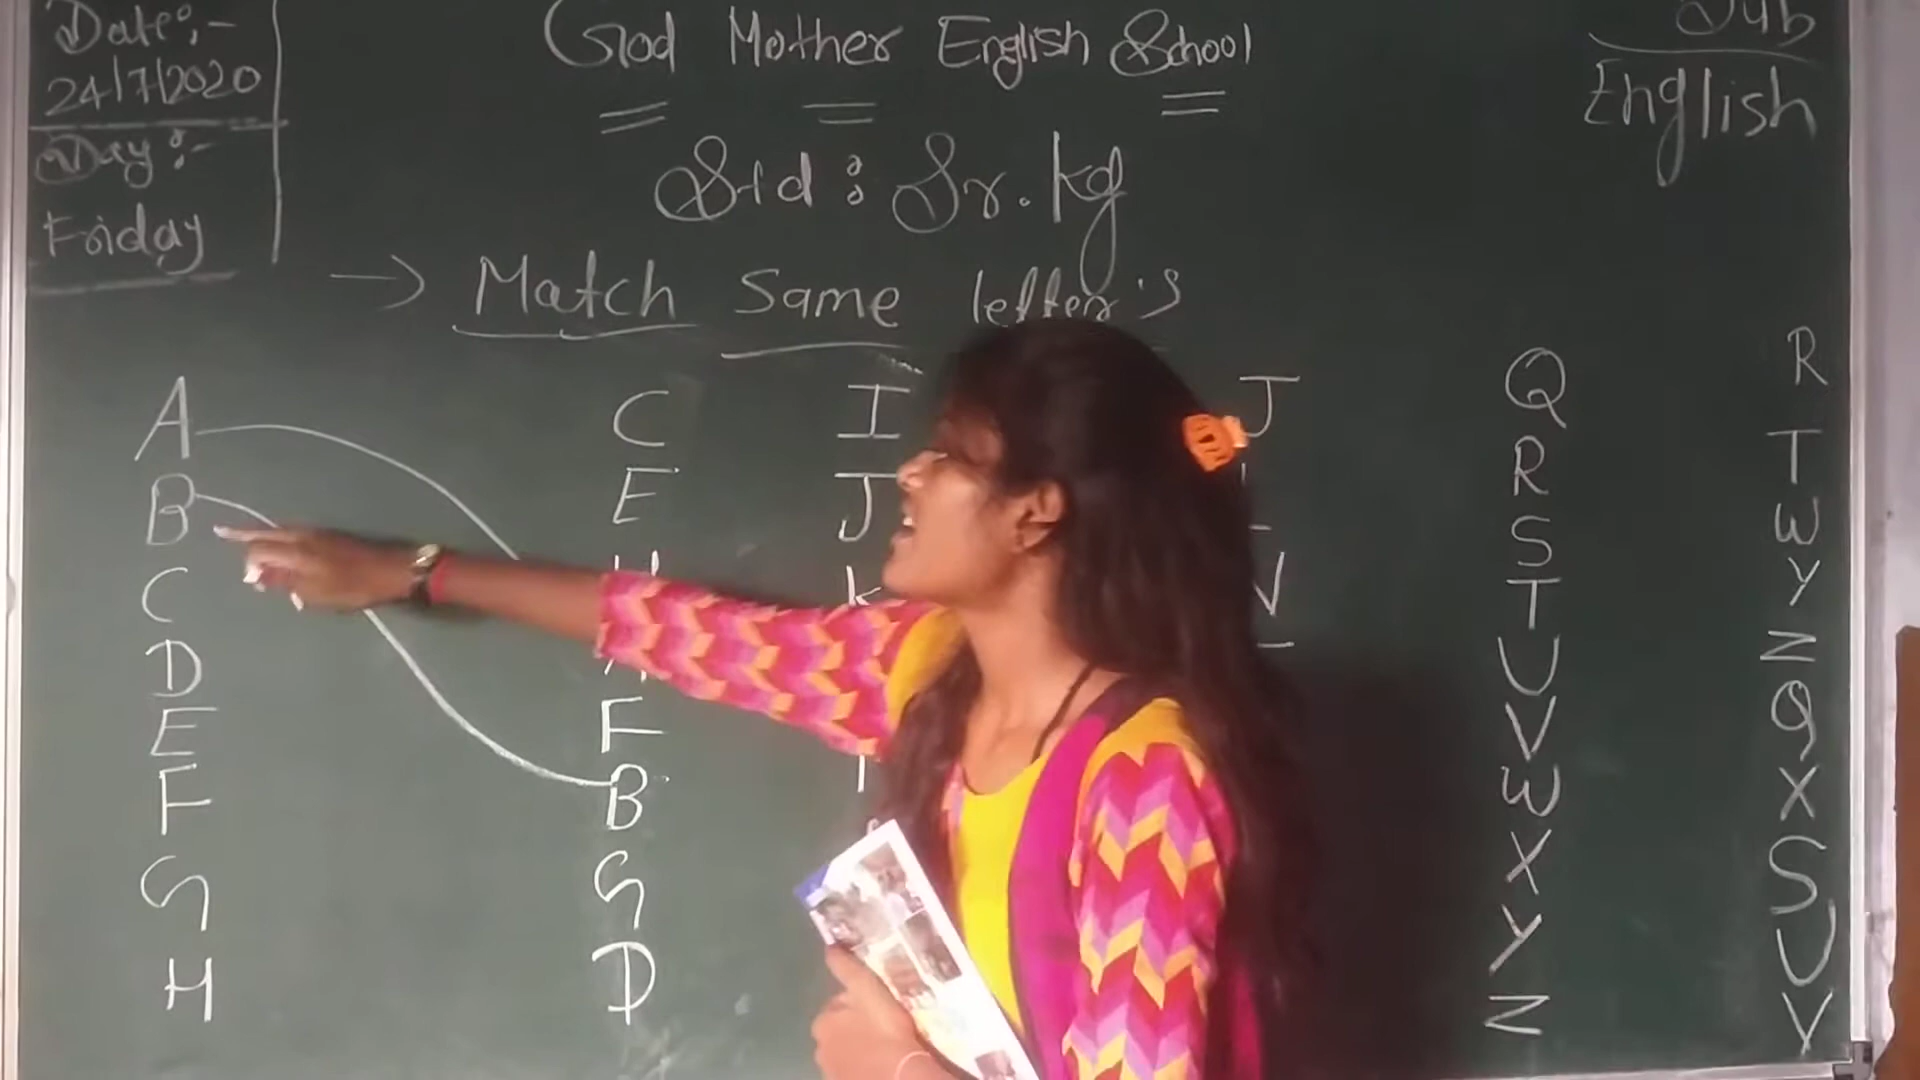 Date:-
24/7/2020
Day:-
Friday
God Mother English School
Std : Sr. kg
Sub
English
→ Match Same letter's
A
B
C
D
E
F
G
H
C
E
H
F
B
G
D
I
J
K
J
Q
R
S
T
U
V
W
X
Y
Z
R
T
W
Y
Z
Q
X
S
U
V